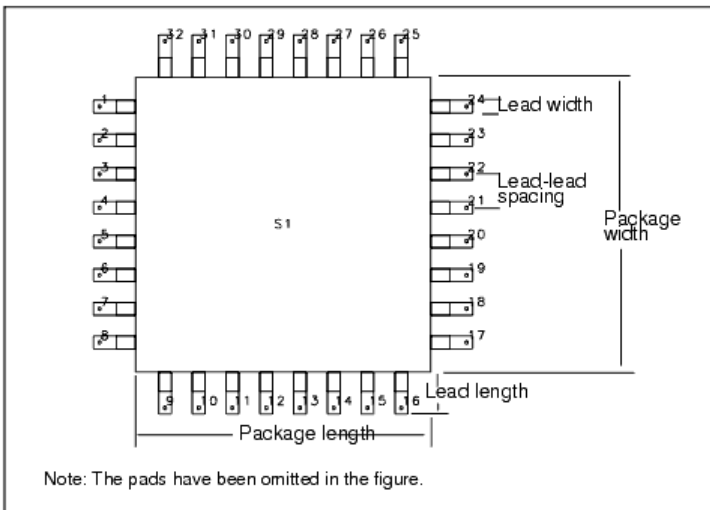 32 31 30 29 28 27 26 25
1 24 Lead width
2 23
3 22
Lead-lead
spacing
4 21
S1
Package
width
5 20
6 19
7 18
8 17
Lead length
9 10 11 12 13 14 15 16
Package length
Note: The pads have been omitted in the figure.